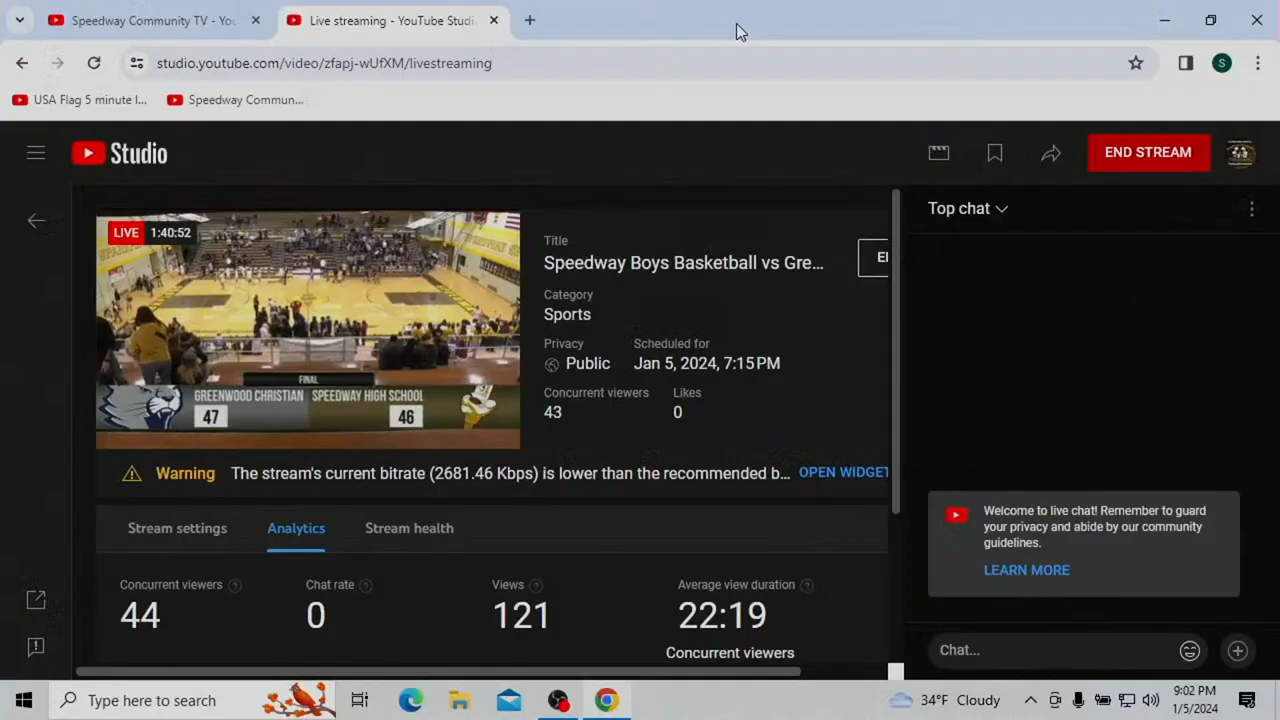 Speedway Community TV - You
Live streaming - YouTube Studi
studio.youtube.com/video/zfapj-wUfXM/livestreaming
S
USA Flag 5 minute l...
Speedway Commun...
Studio
END STREAM
Top chat
LIVE 1:40:52
FINAL
GREENWOOD CHRISTIAN SPEEDWAY HIGH SCHOOL
47 46
Title
Speedway Boys Basketball vs Gre...
Category
Sports
Privacy Scheduled for
Public Jan 5, 2024, 7:15 PM
Concurrent viewers Likes
43 0
Warning The stream's current bitrate (2681.46 Kbps) is lower than the recommended b... OPEN WIDGET
Stream settings Analytics Stream health
Concurrent viewers Chat rate Views Average view duration
44 0 121 22:19
Concurrent viewers
Welcome to live chat! Remember to guard
your privacy and abide by our community
guidelines.
LEARN MORE
Chat...
Type here to search
34°F Cloudy
9:02 PM
1/5/2024